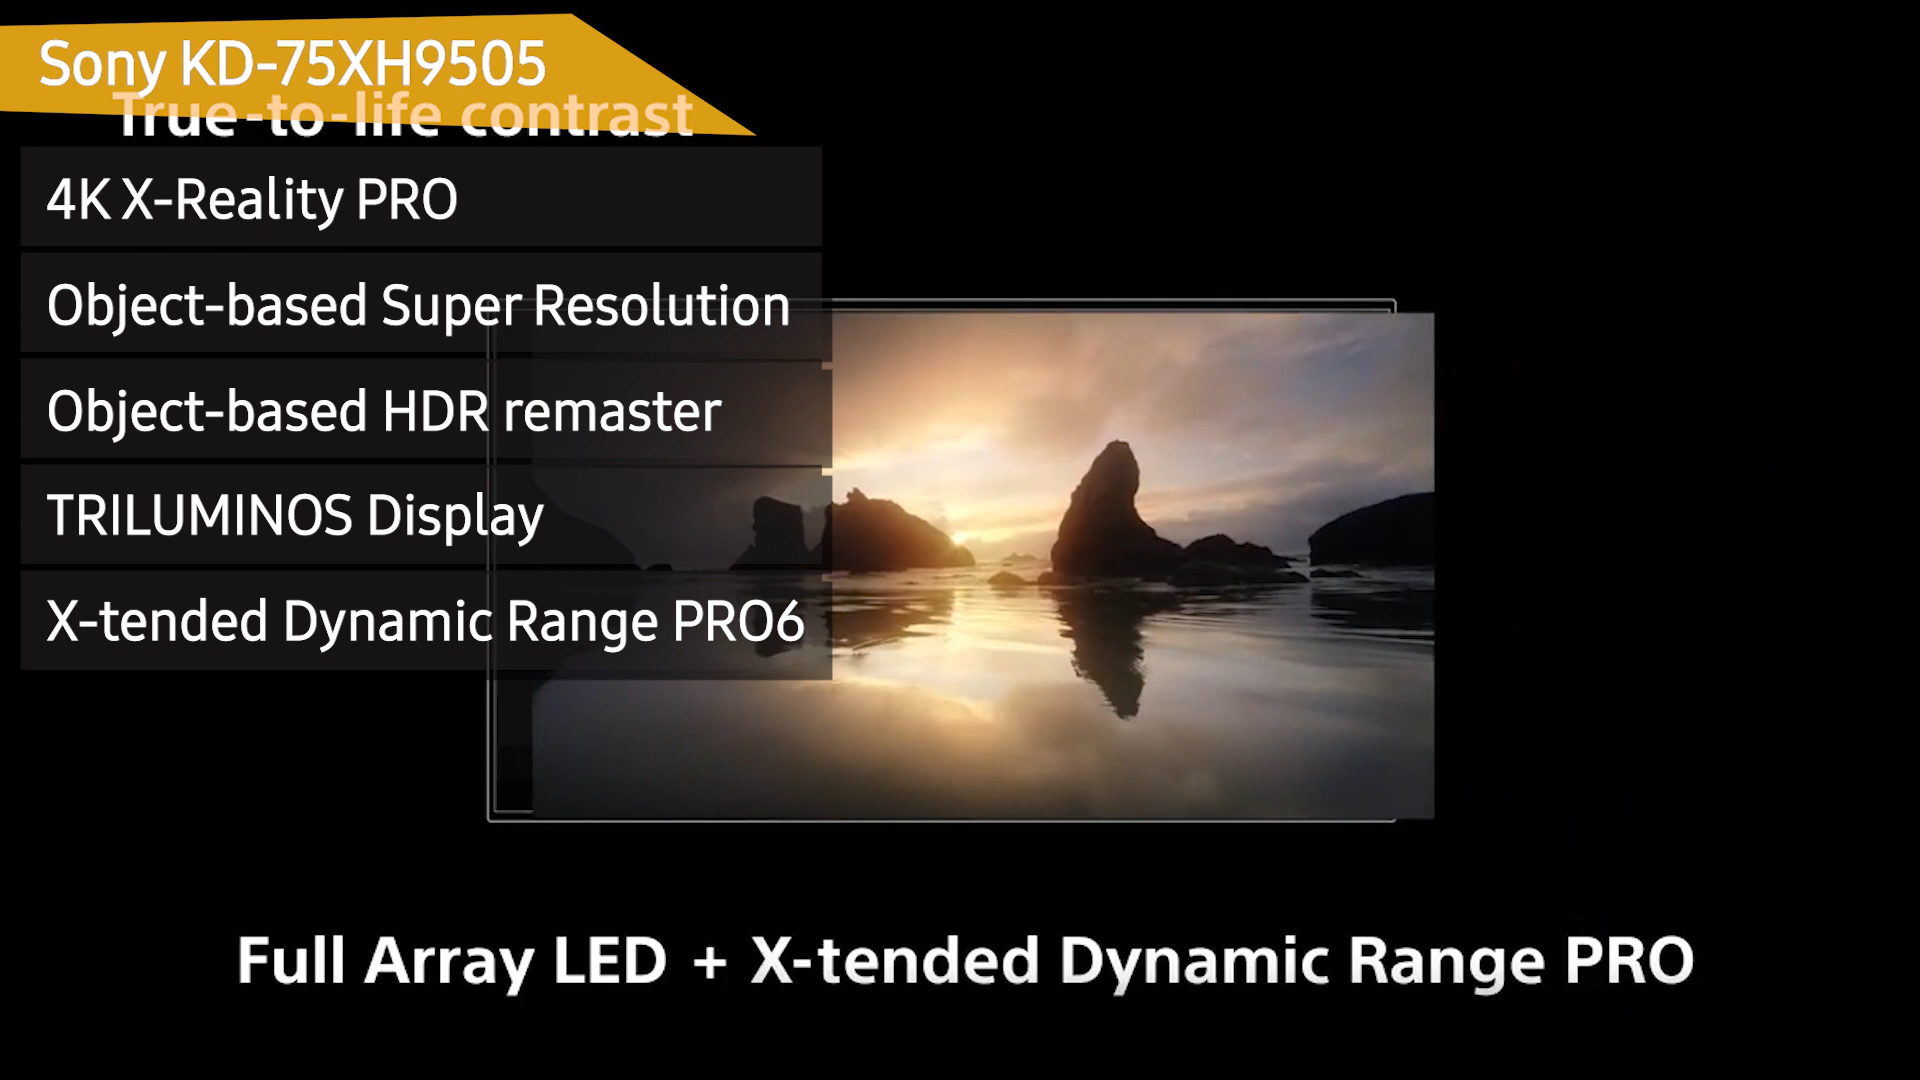 Sony KD-75XH9505
True-to-life contrast
4K X-Reality PRO
Object-based Super Resolution
Object-based HDR remaster
TRILUMINOS Display
X-tended Dynamic Range PRO6
Full Array LED + X-tended Dynamic Range PRO